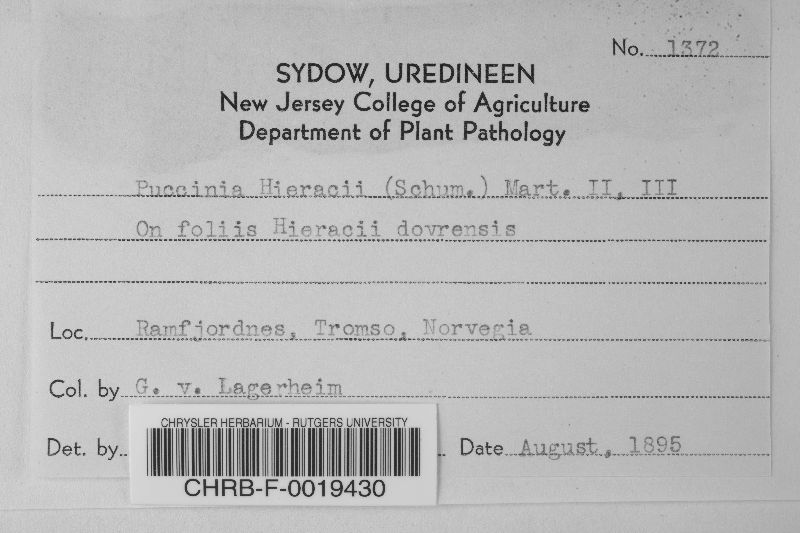 No. 1372
SYDOW, UREDINEEN
New Jersey College of Agriculture
Department of Plant Pathology
Puccinia Hieracii (Schum.) Mart. II, III
On foliis Hieracii dovrensis
Loc. Ramfjordnes, Tromso, Norvegia
Col. by G. v. Lagerheim
Det. by
Date August, 1895
CHRYSLER HERBARIUM - RUTGERS UNIVERSITY
CHRB-F-0019430